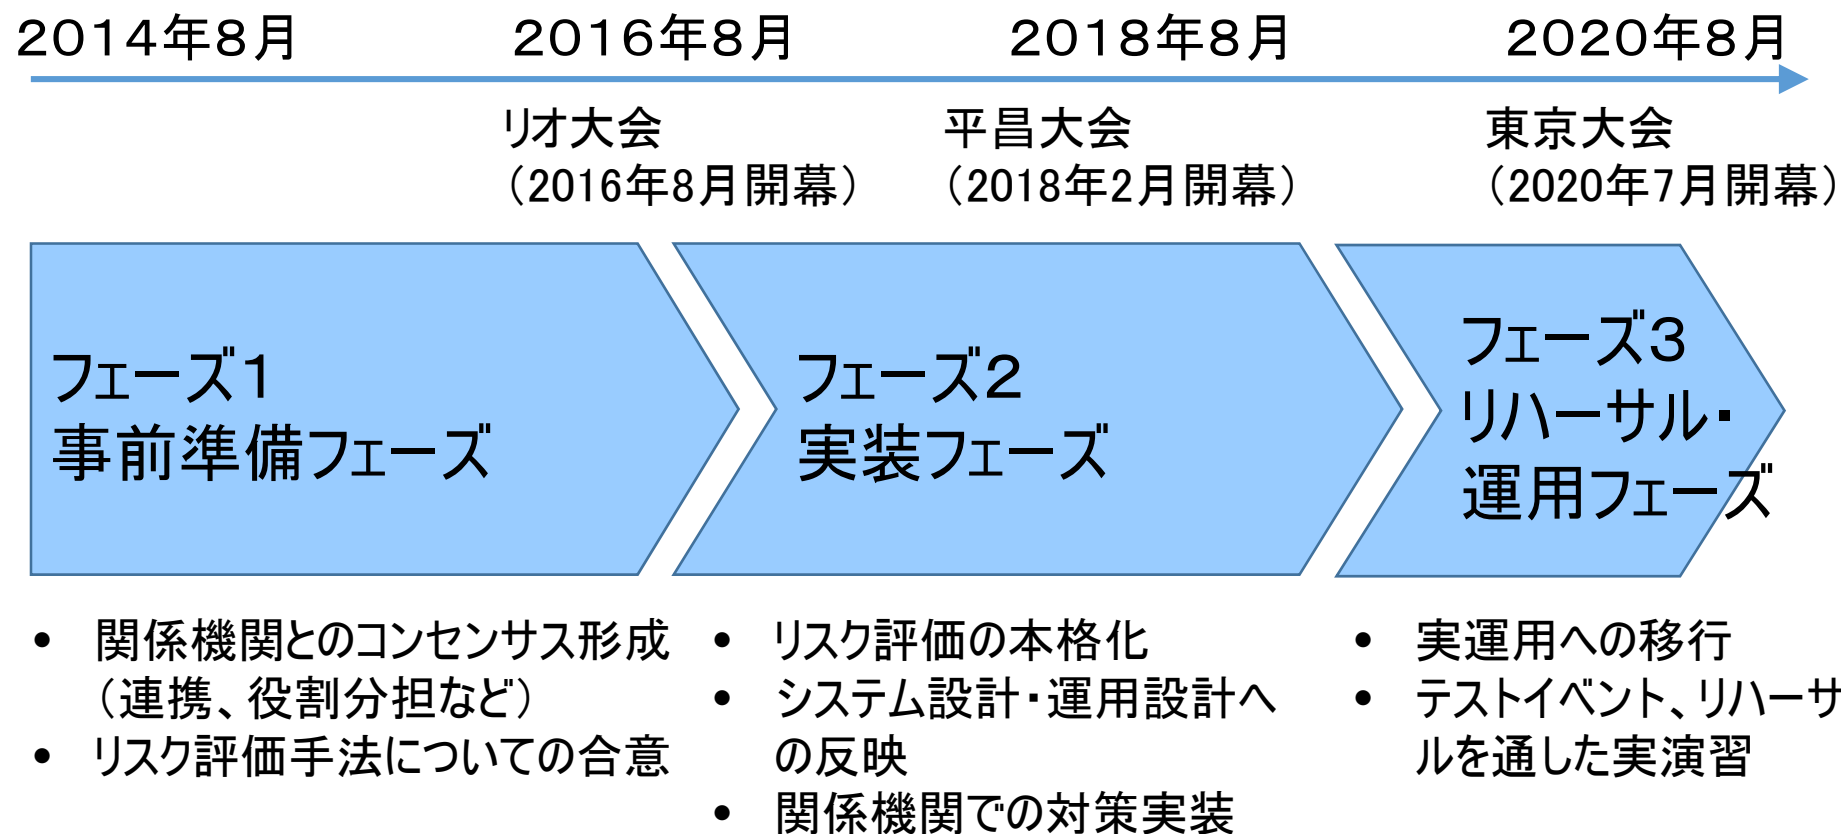 ２０１４年８月
２０１６年８月
２０１８年８月
２０２０年８月
リオ大会
（2016年8月開幕）
平昌大会
（2018年2月開幕）
東京大会
（2020年7月開幕）
フェーズ１
事前準備フェーズ
フェーズ２
実装フェーズ
フェーズ３
リハーサル・
運用フェーズ
• 関係機関とのコンセンサス形成
（連携、役割分担など）
• リスク評価手法についての合意
• リスク評価の本格化
• システム設計・運用設計へ
の反映
• 関係機関での対策実装
• 実運用への移行
• テストイベント、リハーサ
ルを通した実演習